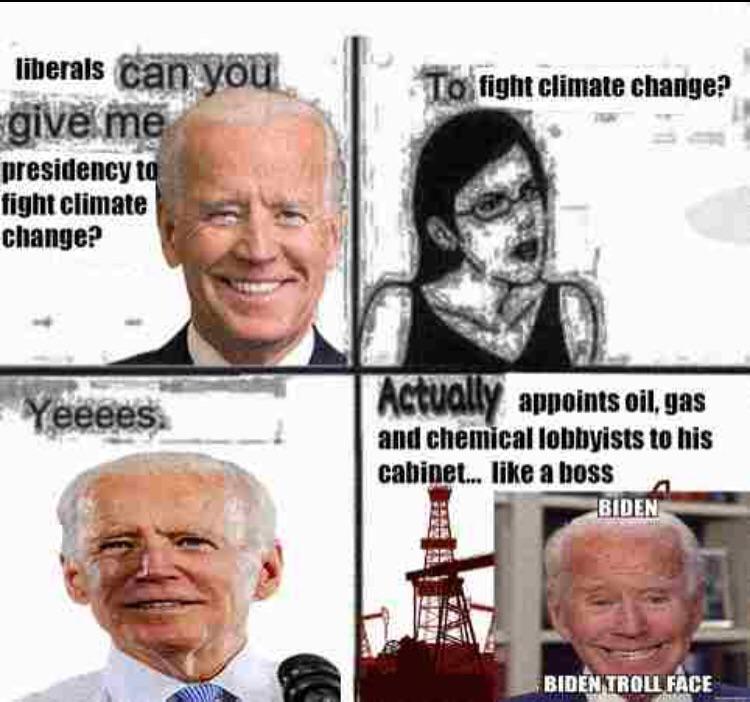 liberals can you
give me
presidency to
fight climate
change?
To fight climate change?
Yeeees.
Actually appoints oil, gas
and chemical lobbyists to his
cabinet... like a boss
BIDEN
BIDEN TROLL FACE